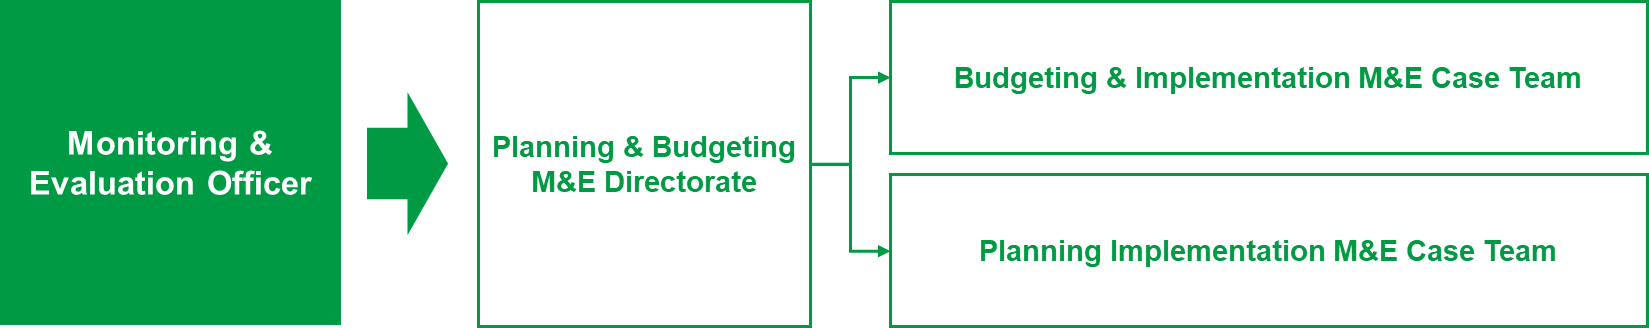 Monitoring &
Evaluation Officer
Planning & Budgeting
M&E Directorate
Budgeting & Implementation M&E Case Team
Planning Implementation M&E Case Team